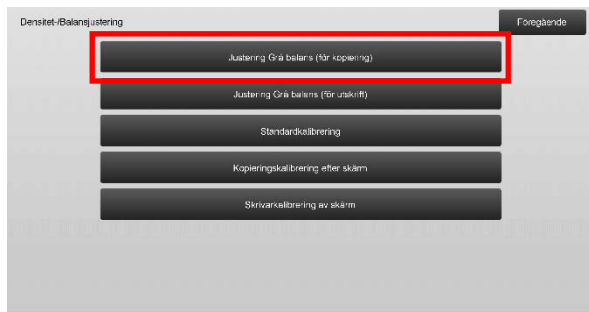 Densitet-/Balansjustering
Föregående
Justering Grå balans (för kopiering)
Justering Grå balans (för utskrift)
Standardkalibrering
Kopieringskalibrering efter skärm
Skrivarkalibrering av skärm